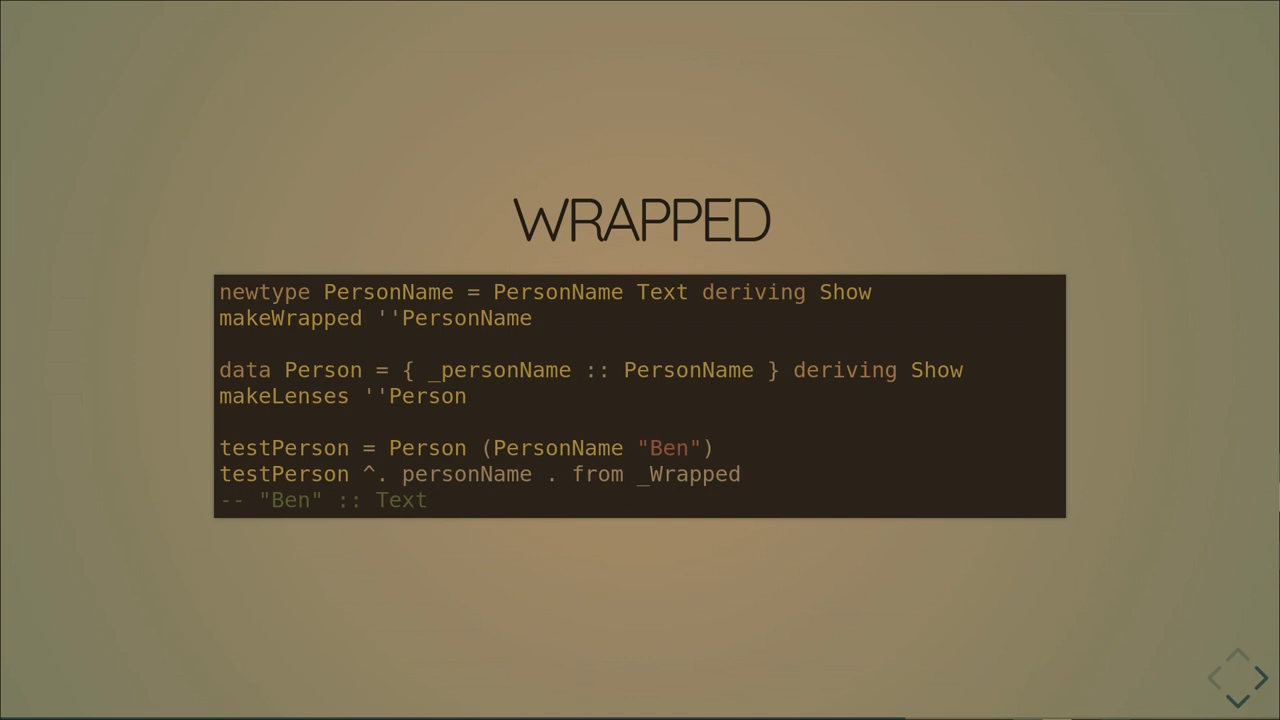 WRAPPED
newtype PersonName = PersonName Text deriving Show
makeWrapped ''PersonName
data Person = { _personName :: PersonName } deriving Show
makeLenses ''Person
testPerson = Person (PersonName "Ben")
testPerson ^. personName . from _Wrapped
-- "Ben" :: Text